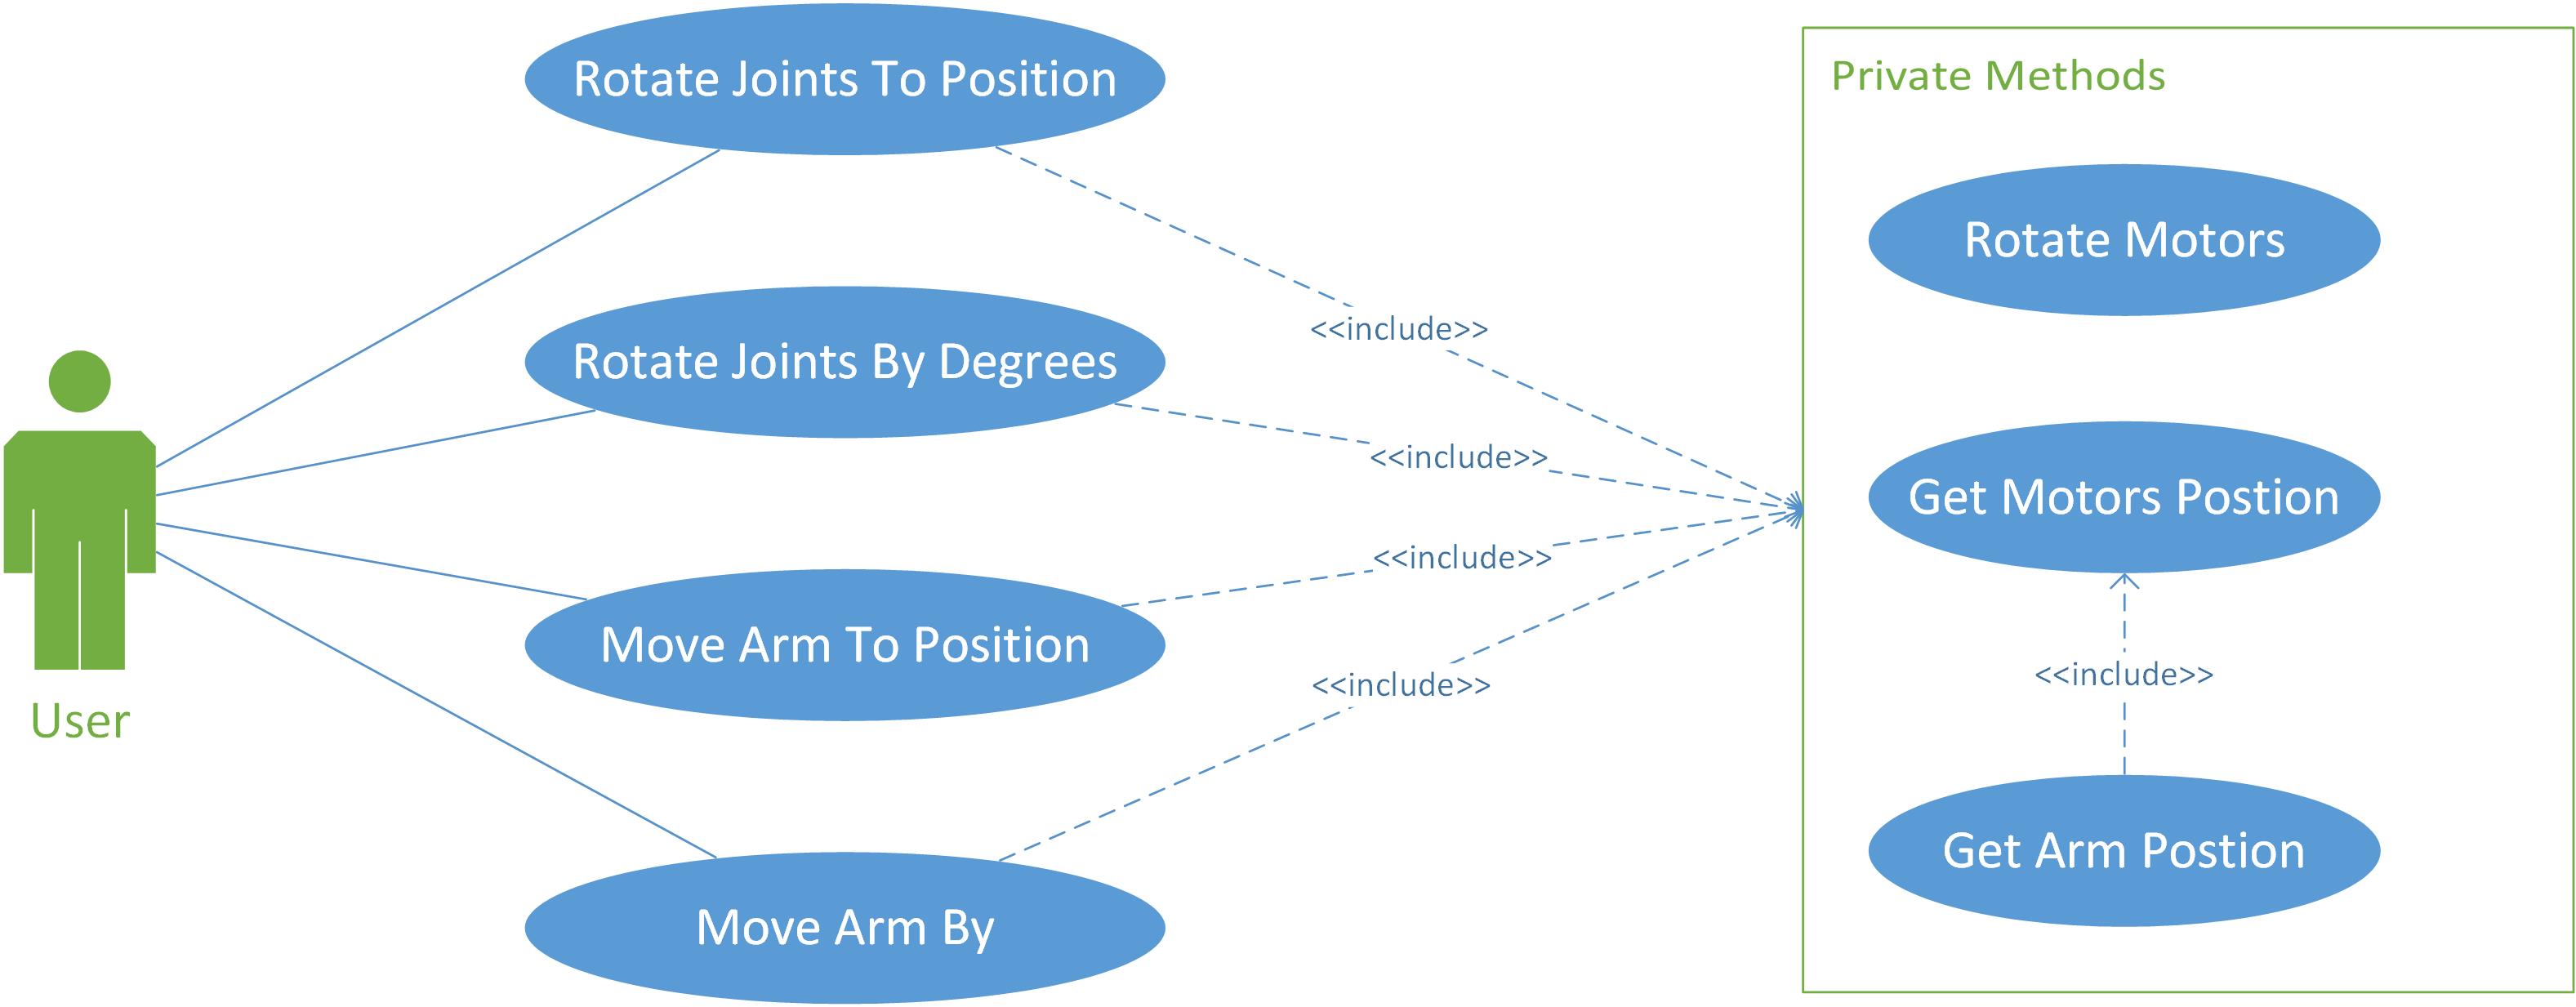 Rotate Joints To Position
Private Methods
Rotate Motors
<<include>>
Rotate Joints By Degrees
<<include>>
Get Motors Postion
<<include>>
Move Arm To Position
<<include>>
<<include>>
User
Get Arm Postion
Move Arm By